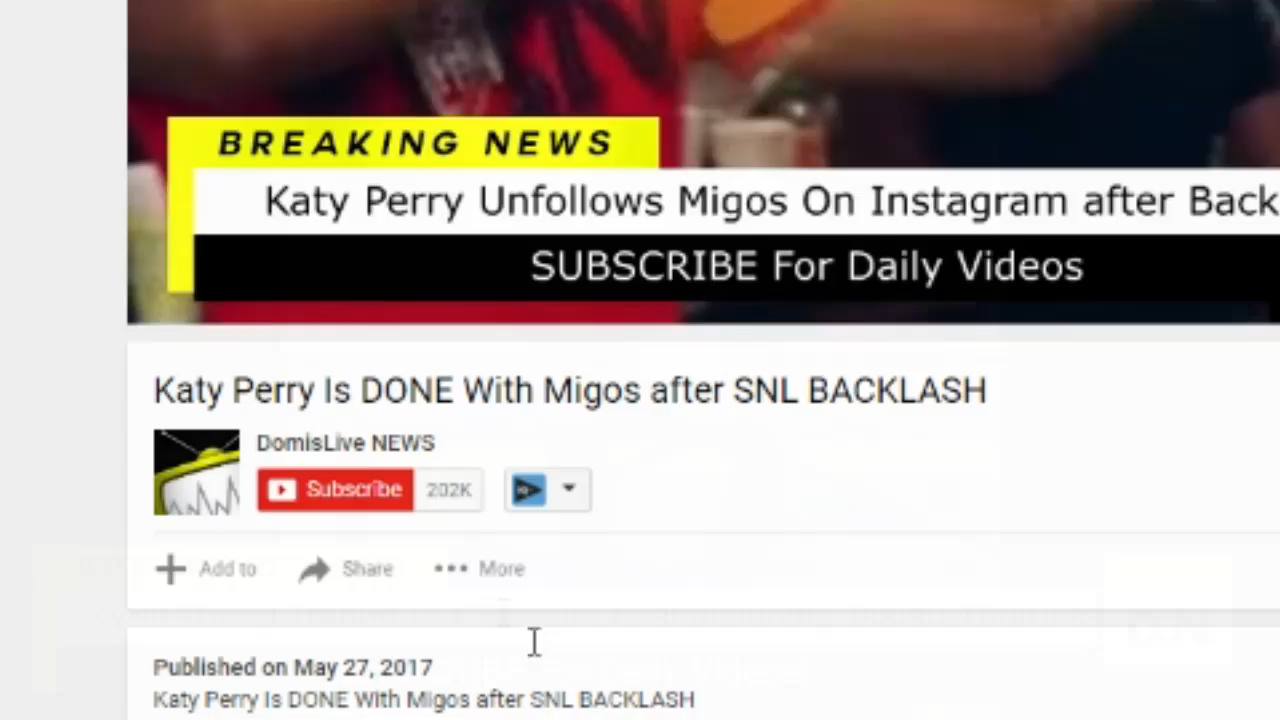 BREAKING NEWS
Katy Perry Unfollows Migos On Instagram after Back
SUBSCRIBE For Daily Videos
Katy Perry Is DONE With Migos after SNL BACKLASH
DomisLive NEWS
Subscribe 202K
Add to Share More
Published on May 27, 2017
Katy Perry Is DONE With Migos after SNL BACKLASH